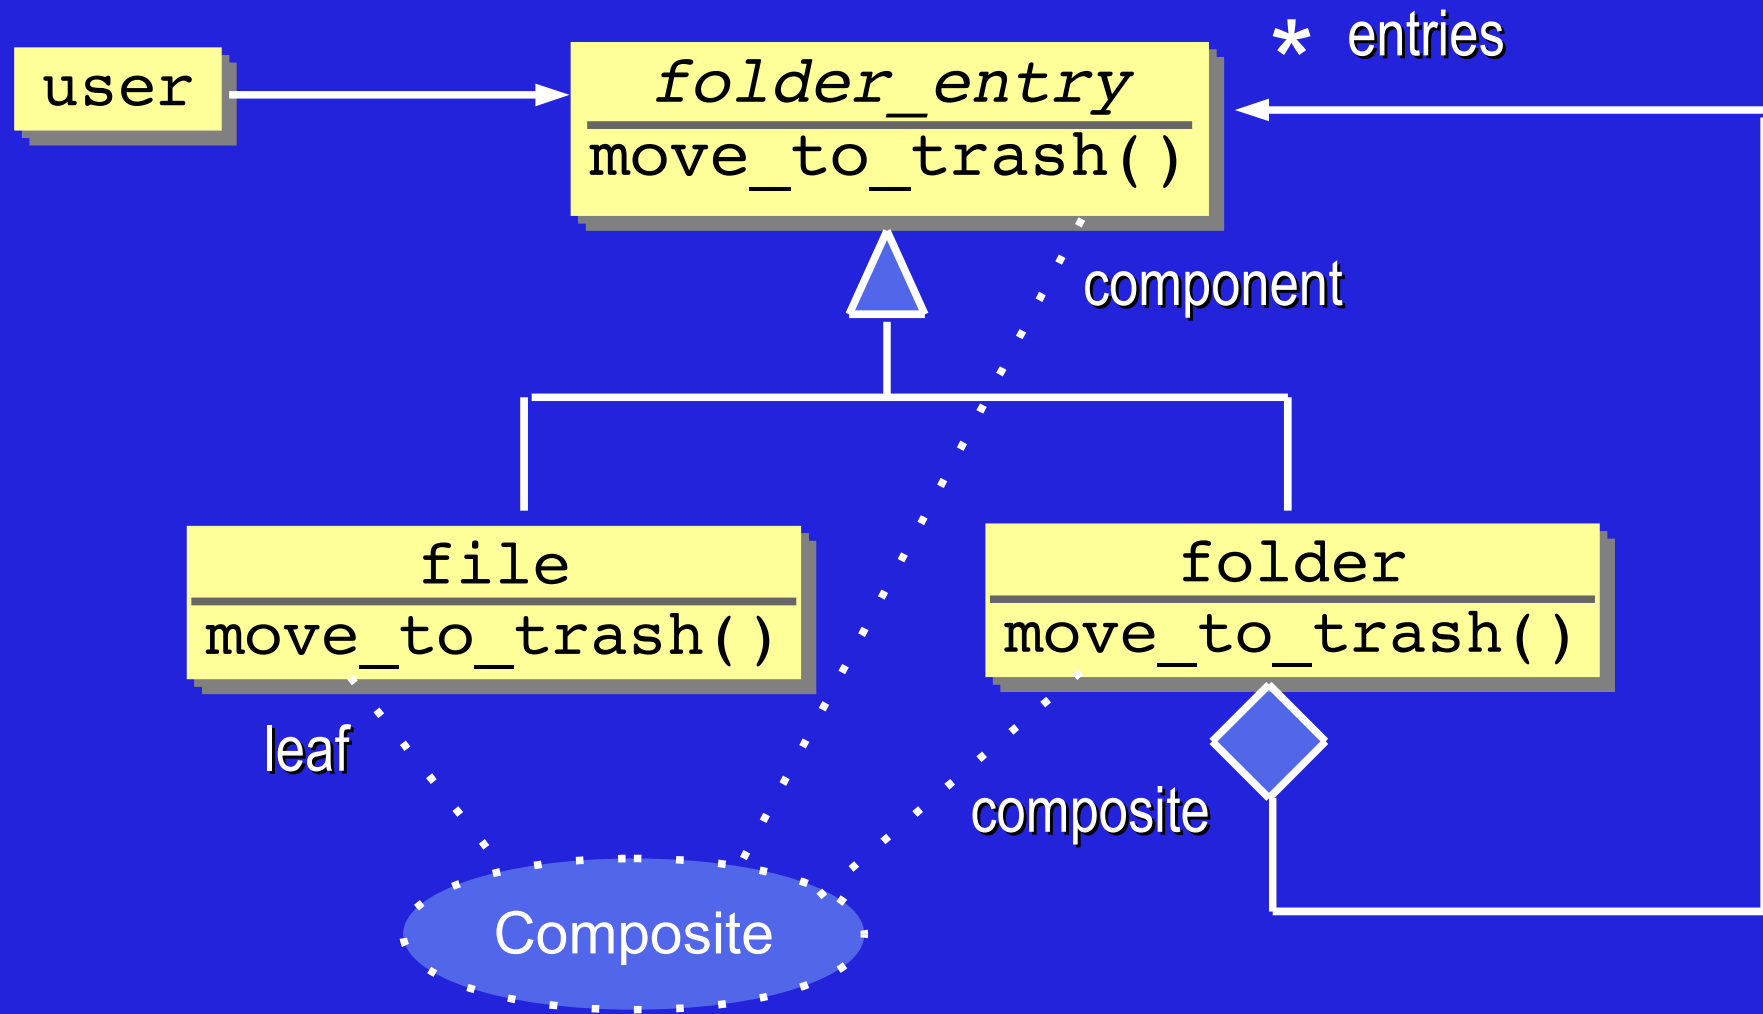 * entries
user
folder_entry
move_to_trash()
component
file
move_to_trash()
folder
move_to_trash()
leaf
composite
Composite